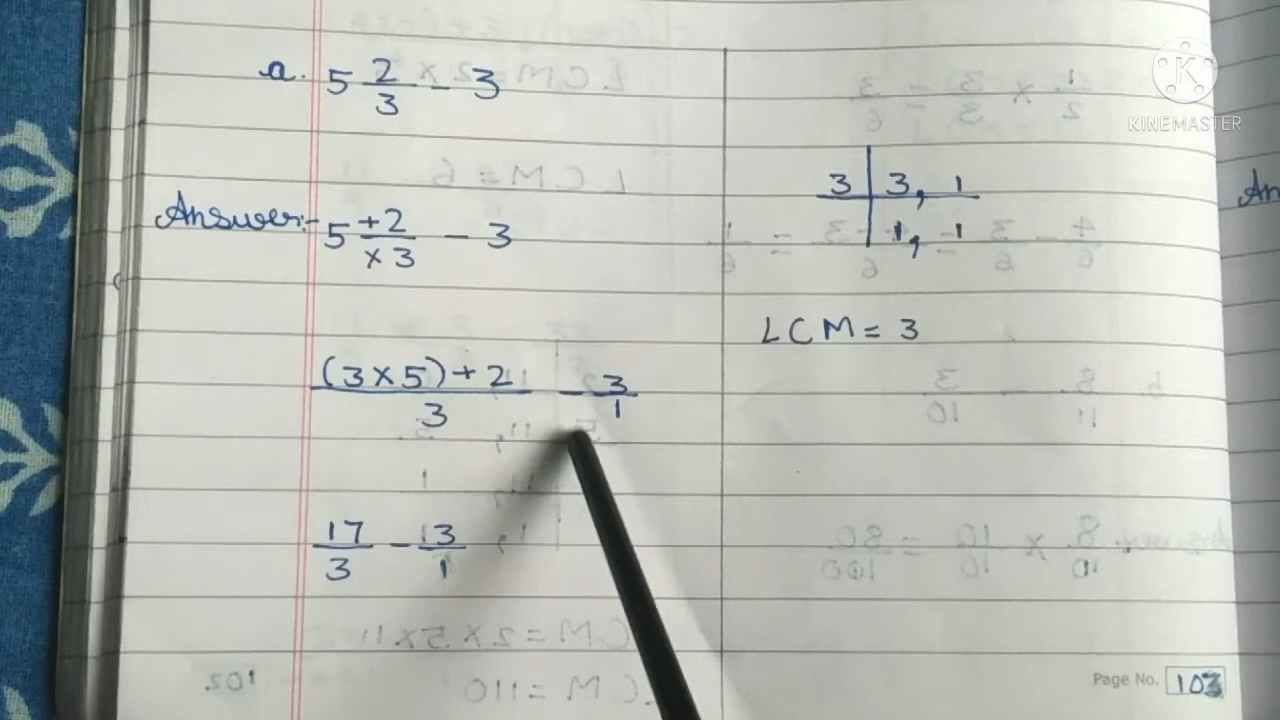 a. 5 2/3 - 3
Answer:- 5 +2/×3 - 3
(3×5)+2/3 - 3/1
17/3 - 3/1
3 | 3, 1
1, 1
LCM = 3
Page No. 103
KINEMASTER
An